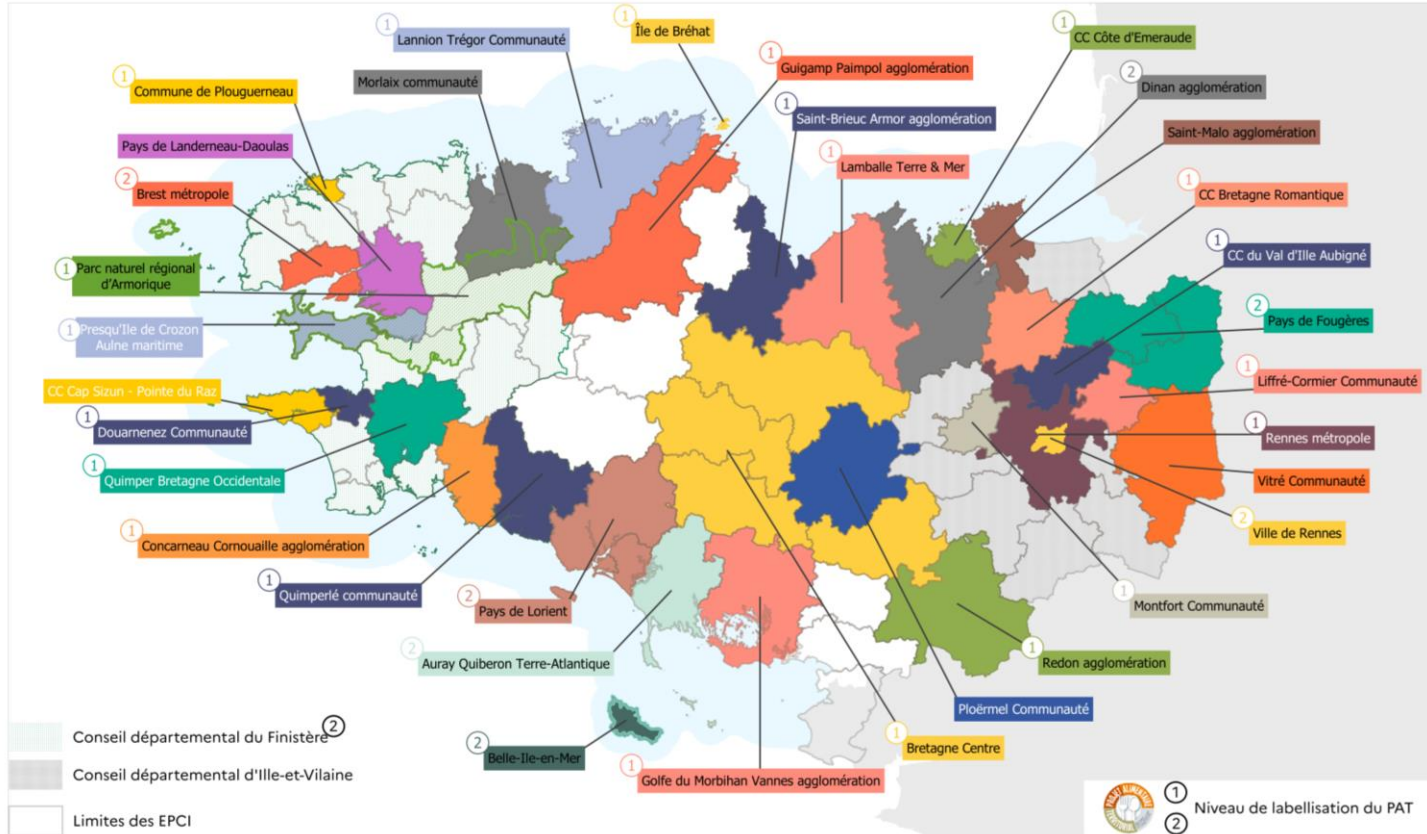 1 Lannion Trégor Communauté
1 Île de Bréhat
1 CC Côte d'Emeraude
Morlaix communauté
1 Guigamp Paimpol agglomération
2 Dinan agglomération
1 Commune de Plouguerneau
1 Saint-Brieuc Armor agglomération
Saint-Malo agglomération
Pays de Landerneau-Daoulas
1 Lamballe Terre & Mer
2 Brest métropole
1 CC Bretagne Romantique
1 CC du Val d'Ille Aubigné
1 Parc naturel régional
d'Armorique
2 Pays de Fougères
1 Presqu'Ile de Crozon
Aulne maritime
1 Liffré-Cormier Communauté
CC Cap Sizun - Pointe du Raz
1 Douarnenez Communauté
1 Rennes métropole
1 Quimper Bretagne Occidentale
Vitré Communauté
2 Ville de Rennes
1 Concarneau Cornouaille agglomération
1 Quimperlé communauté
2 Pays de Lorient
1 Montfort Communauté
2 Auray Quiberon Terre-Atlantique
1 Redon agglomération
Ploërmel Communauté
2 Belle-Ile-en-Mer
1 Bretagne Centre
1 Golfe du Morbihan Vannes agglomération
Conseil départemental du Finistère 2
Conseil départemental d'Ille-et-Vilaine
Limites des EPCI
PROJET ALIMENTAIRE
TERRITORIAL
1
2
Niveau de labellisation du PAT